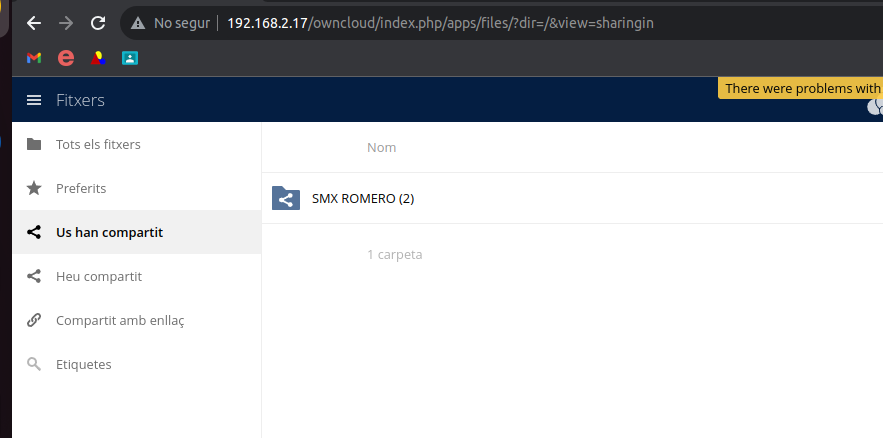 No segur
192.168.2.17/owncloud/index.php/apps/files/?dir=/&view=sharingin
Fitxers
There were problems with
Tots els fitxers
Preferits
Us han compartit
Heu compartit
Compartit amb enllaç
Etiquetes
Nom
SMX ROMERO (2)
1 carpeta